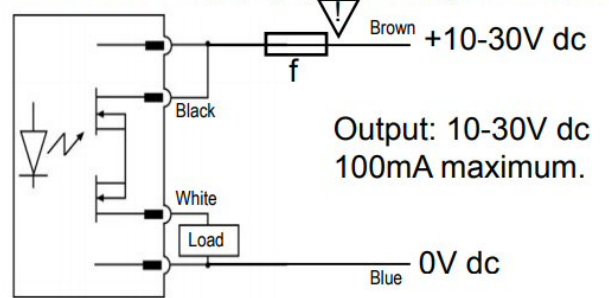 !
Brown +10-30V dc
f
Black
Output: 10-30V dc
100mA maximum.
White
Load
0V dc
Blue